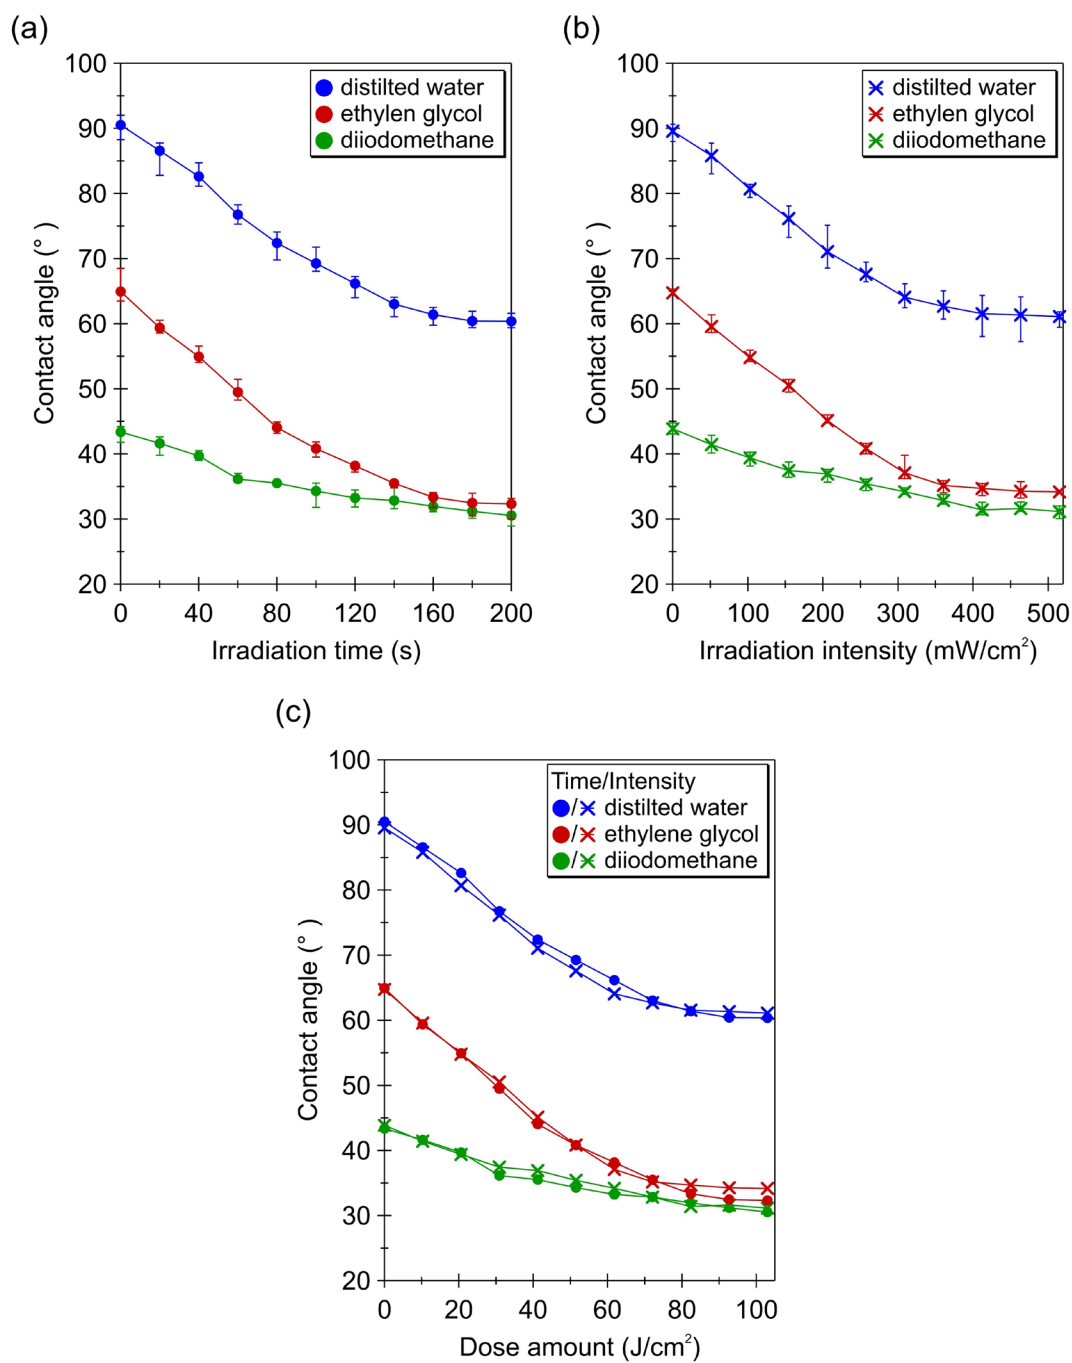 (a)
100
90
80
70
60
50
40
30
20
Contact angle (°)
distilted water
ethylen glycol
diiodomethane
0 40 80 120 160 200
Irradiation time (s)
(b)
100
90
80
70
60
50
40
30
20
Contact angle (°)
distilted water
ethylen glycol
diiodomethane
0 100 200 300 400 500
Irradiation intensity (mW/cm²)
(c)
100
90
80
70
60
50
40
30
20
Contact angle (°)
Time/Intensity
/ distilted water
/ ethylene glycol
/ diiodomethane
0 20 40 60 80 100
Dose amount (J/cm²)